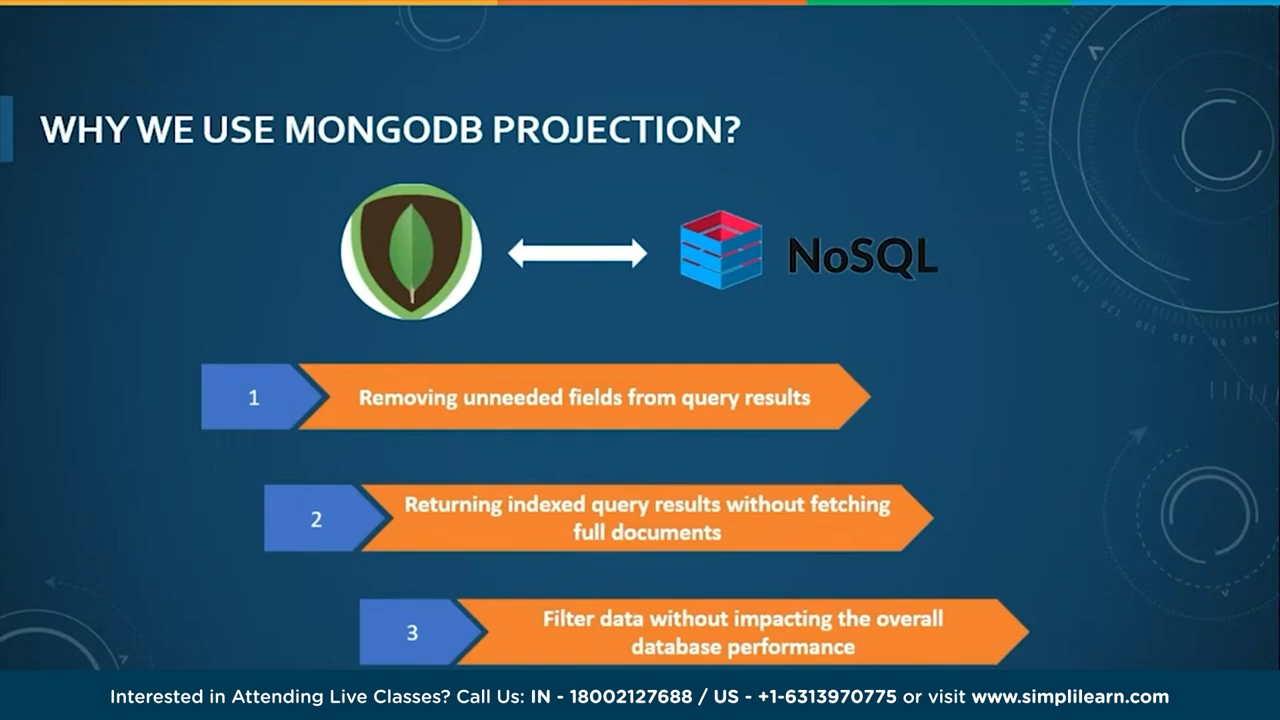 WHY WE USE MONGODB PROJECTION?
NoSQL
1
Removing unneeded fields from query results
2
Returning indexed query results without fetching
full documents
3
Filter data without impacting the overall
database performance
Interested in Attending Live Classes? Call Us: IN - 18002127688 / US - +1-6313970775 or visit www.simplilearn.com